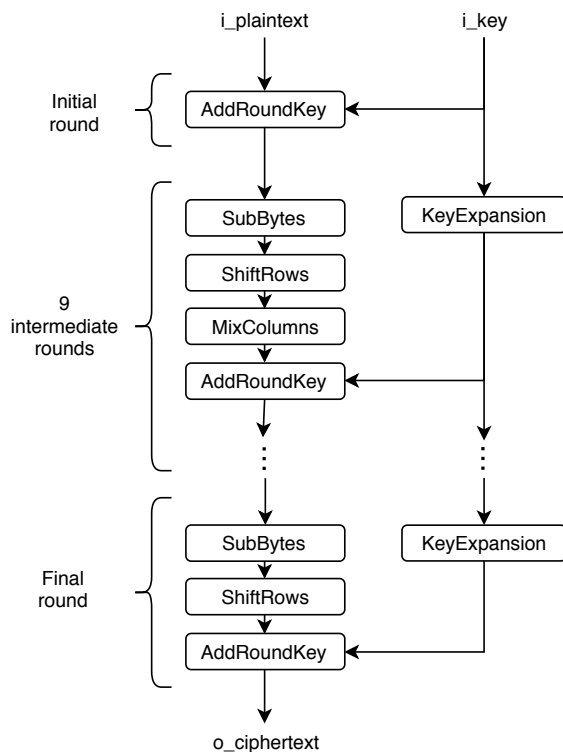 i_plaintext
i_key
Initial
round
AddRoundKey
SubBytes
KeyExpansion
ShiftRows
9
intermediate
rounds
MixColumns
AddRoundKey
SubBytes
KeyExpansion
Final
round
ShiftRows
AddRoundKey
o_ciphertext